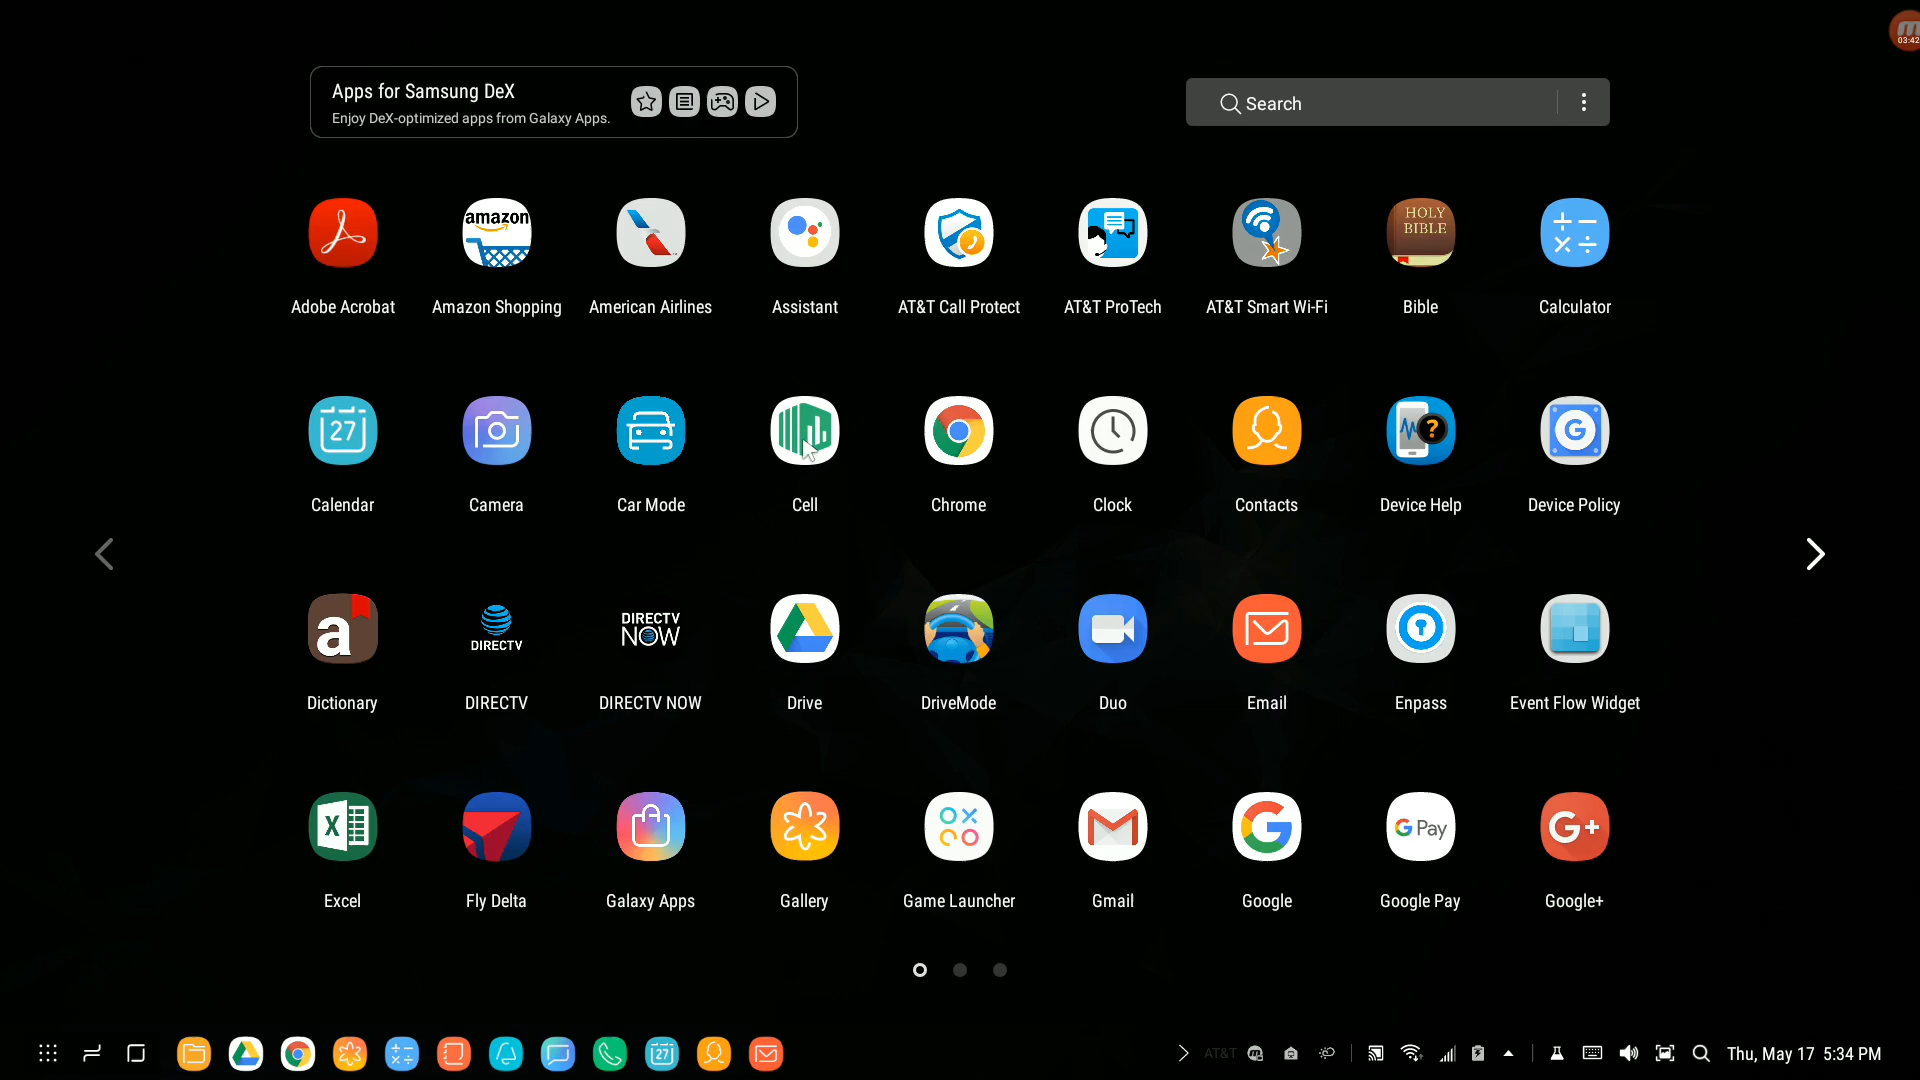 03:42
Apps for Samsung DeX
Enjoy DeX-optimized apps from Galaxy Apps.
Search
amazon
HOLY
BIBLE
Adobe Acrobat
Amazon Shopping
American Airlines
Assistant
AT&T Call Protect
AT&T ProTech
AT&T Smart Wi-Fi
Bible
Calculator
27
?
G
Calendar
Camera
Car Mode
Cell
Chrome
Clock
Contacts
Device Help
Device Policy
a
DIRECTV
DIRECTV
NOW
Dictionary
DIRECTV
DIRECTV NOW
Drive
DriveMode
Duo
Email
Enpass
Event Flow Widget
X
G
G Pay
G+
Excel
Fly Delta
Galaxy Apps
Gallery
Game Launcher
Gmail
Google
Google Pay
Google+
27
AT&T
Thu, May 17 5:34 PM